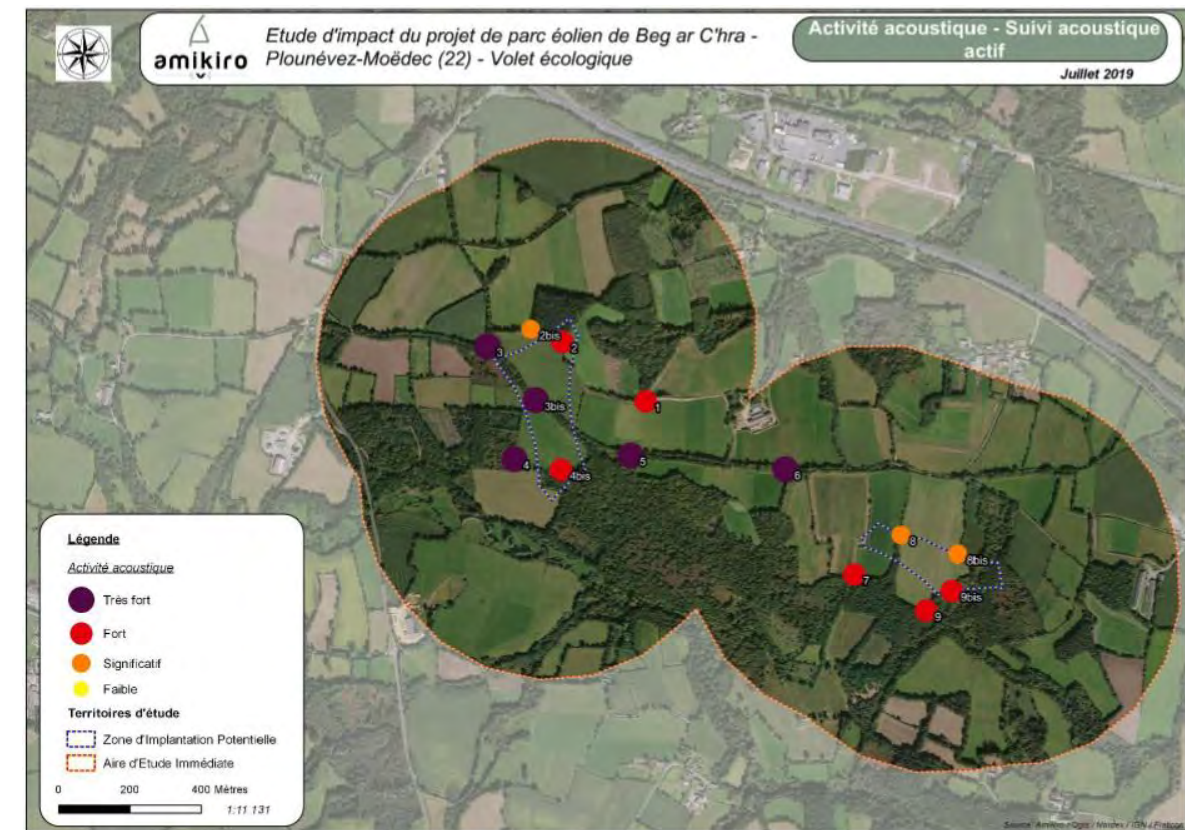 amikiro
Etude d'impact du projet de parc éolien de Beg ar C'hra -
Plounévez-Moëdec (22) - Volet écologique
Activité acoustique - Suivi acoustique
actif
Juillet 2019
2bis
2
3
3bis
1
4
4bis
5
6
8
8bis
7
9bis
9
Légende
Activité acoustique
Très fort
Fort
Significatif
Faible
Territoires d'étude
Zone d'Implantation Potentielle
Aire d'Etude Immédiate
0 200 400 Mètres
1:11 131